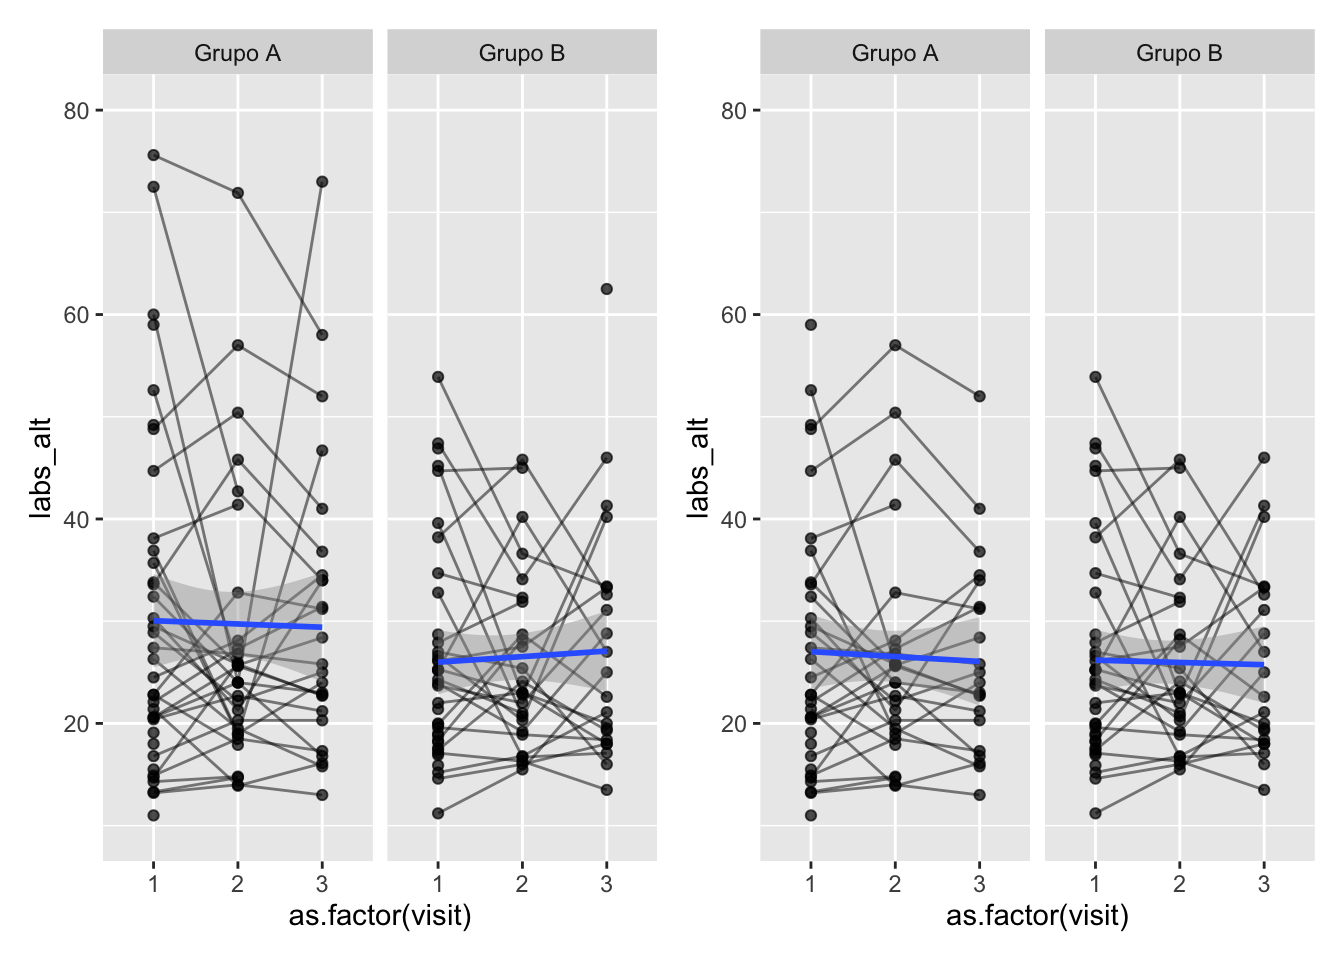 Grupo A Grupo B Grupo A Grupo B
80 80
60 60
40 40
20 20
labs_alt labs_alt
1 2 3 1 2 3 1 2 3 1 2 3
as.factor(visit) as.factor(visit)